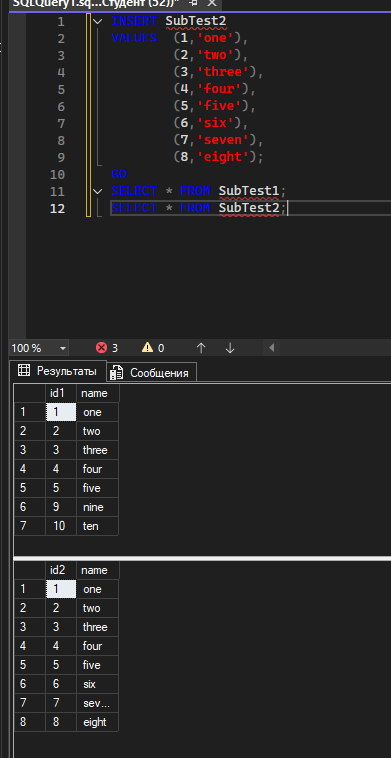 SQLQuery1.sq...Студент (52))*
1 INSERT SubTest2
2 VALUES (1,'one'),
3 (2,'two'),
4 (3,'three'),
5 (4,'four'),
6 (5,'five'),
7 (6,'six'),
8 (7,'seven'),
9 (8,'eight');
10 GO
11 SELECT * FROM SubTest1;
12 SELECT * FROM SubTest2;
100 % 3 0
Результаты Сообщения
id1 name
1 1 one
2 2 two
3 3 three
4 4 four
5 5 five
6 9 nine
7 10 ten
id2 name
1 1 one
2 2 two
3 3 three
4 4 four
5 5 five
6 6 six
7 7 sev...
8 8 eight